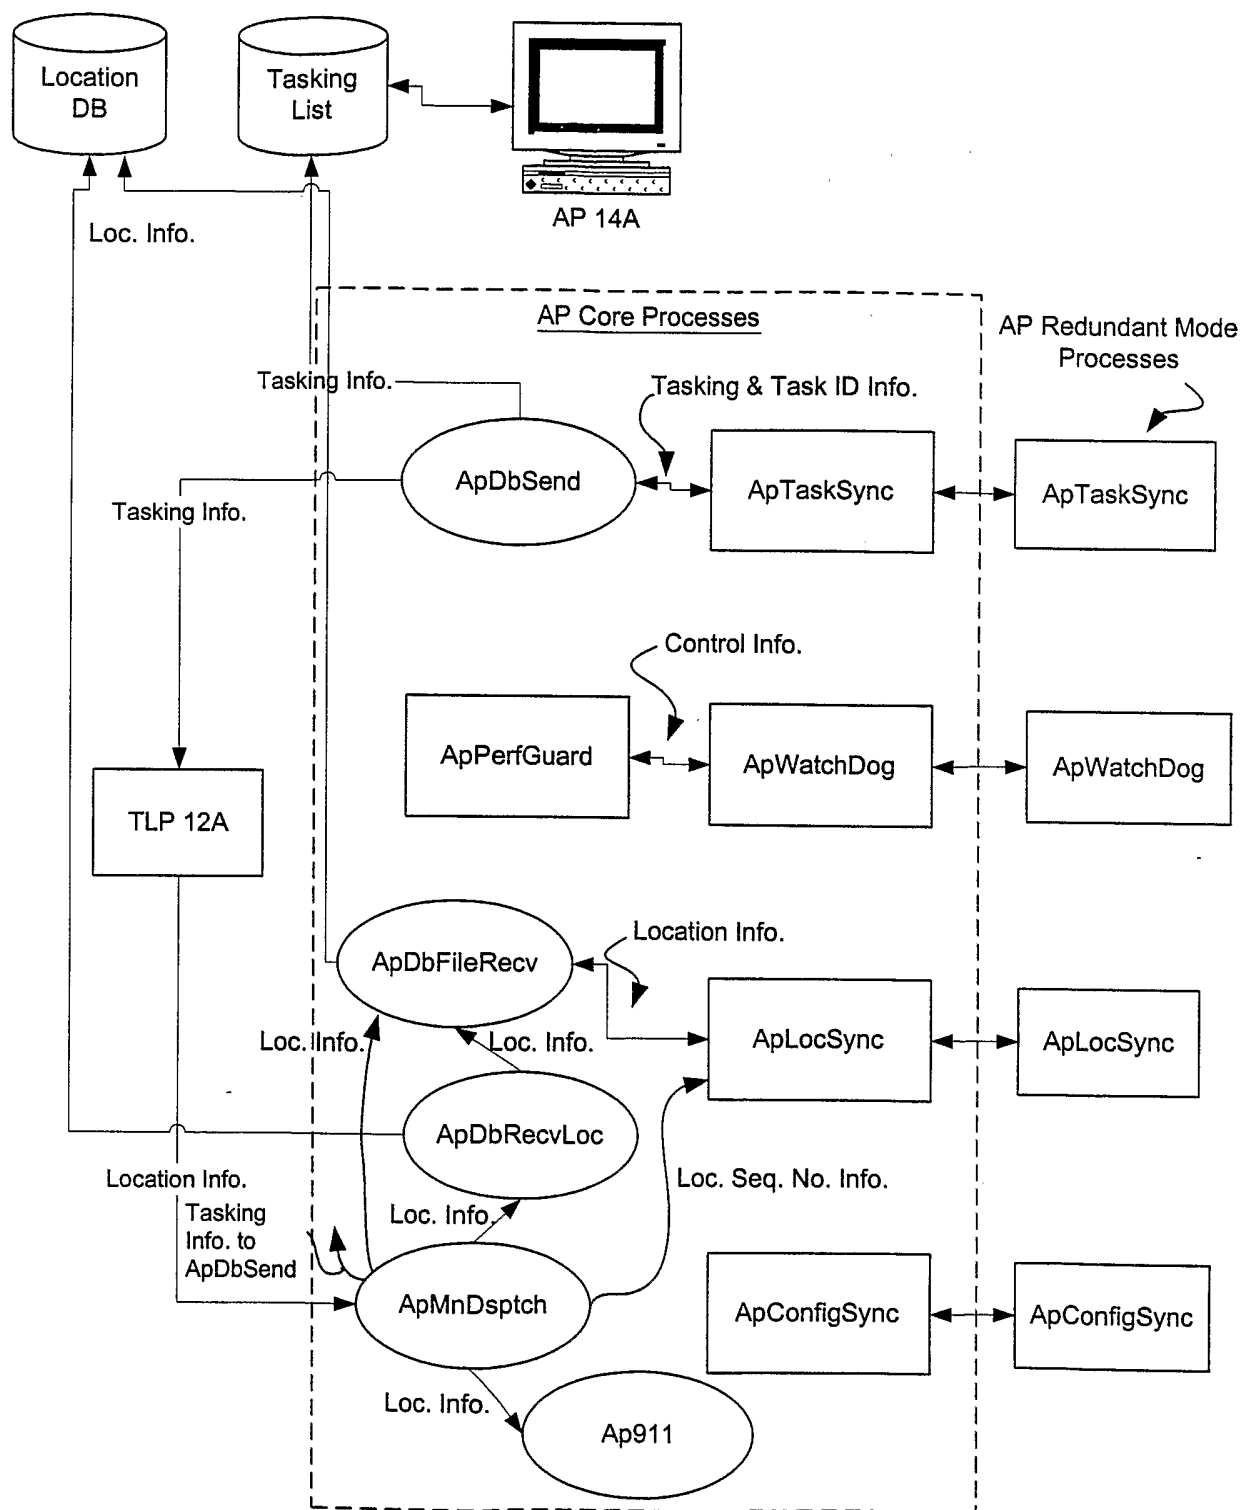 Location
DB
Tasking
List
AP 14A
Loc. Info.
AP Core Processes
AP Redundant Mode
Processes
Tasking Info.
Tasking & Task ID Info.
ApDbSend
ApTaskSync
ApTaskSync
Tasking Info.
Control Info.
ApPerfGuard
ApWatchDog
ApWatchDog
TLP 12A
Location Info.
ApDbFileRecv
Loc. Info.
Loc. Info.
ApLocSync
ApLocSync
ApDbRecvLoc
Location Info.
Loc. Seq. No. Info.
Tasking
Info. to
ApDbSend
Loc. Info.
ApMnDsptch
ApConfigSync
ApConfigSync
Loc. Info.
Ap911